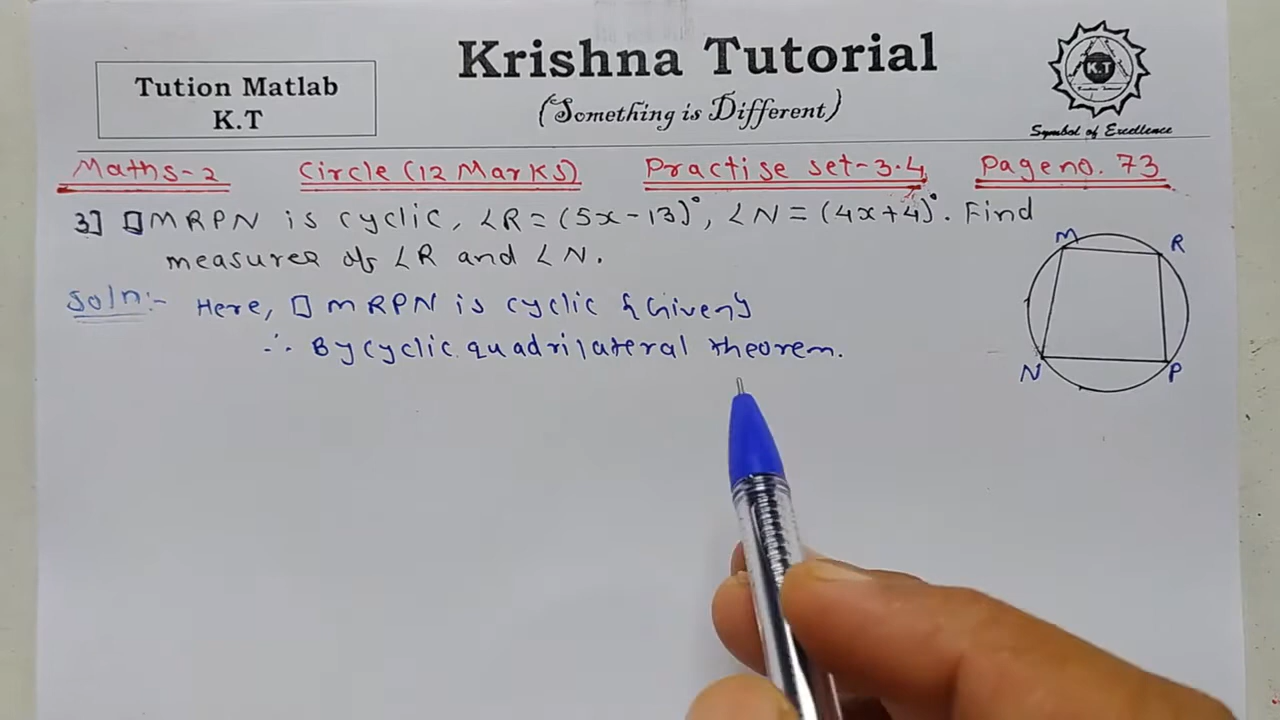 Tution Matlab
K.T
Krishna Tutorial
(Something is Different)
K.T
Symbol of Excellence
Maths-2 Circle (12 Marks) Practise set-3.4 Page no. 73
3] □MRPN is cyclic, ∠R = (5x-13)°, ∠N = (4x+4)°. Find
measures of ∠R and ∠N.
Soln:- Here, □ MRPN is cyclic {Given}
∴ By cyclic quadrilateral theorem.
M
R
N
P